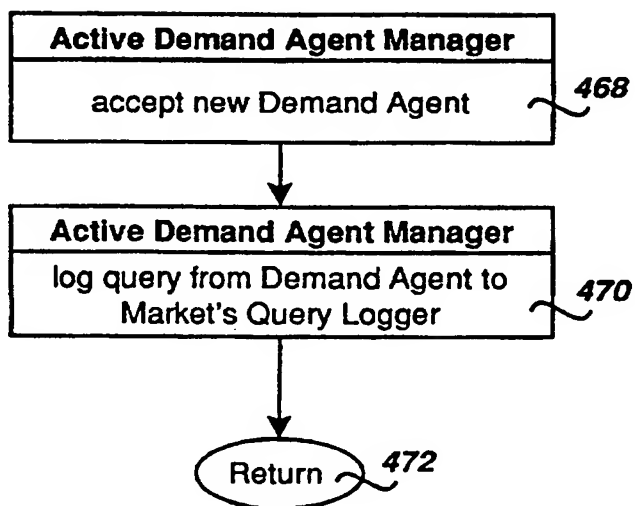 Active Demand Agent Manager
accept new Demand Agent
468
Active Demand Agent Manager
log query from Demand Agent to
Market's Query Logger
470
Return
472